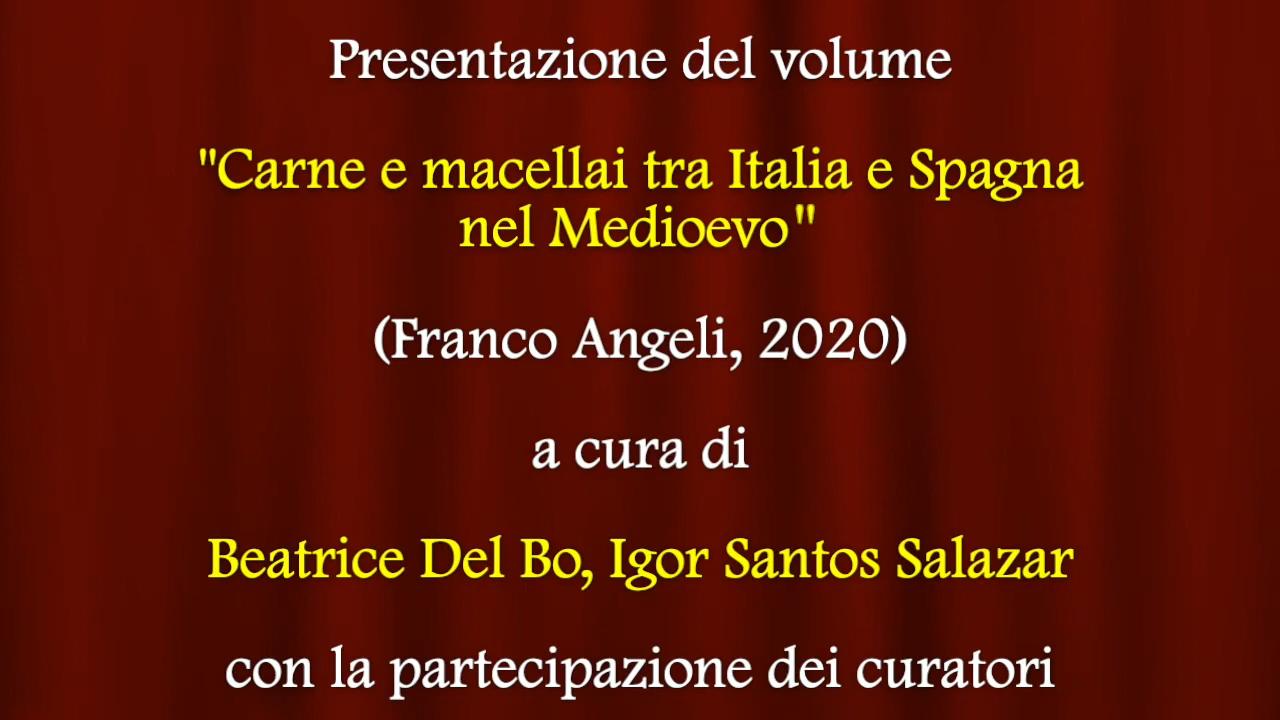 Presentazione del volume
"Carne e macellai tra Italia e Spagna
nel Medioevo"
(Franco Angeli, 2020)
a cura di
Beatrice Del Bo, Igor Santos Salazar
con la partecipazione dei curatori